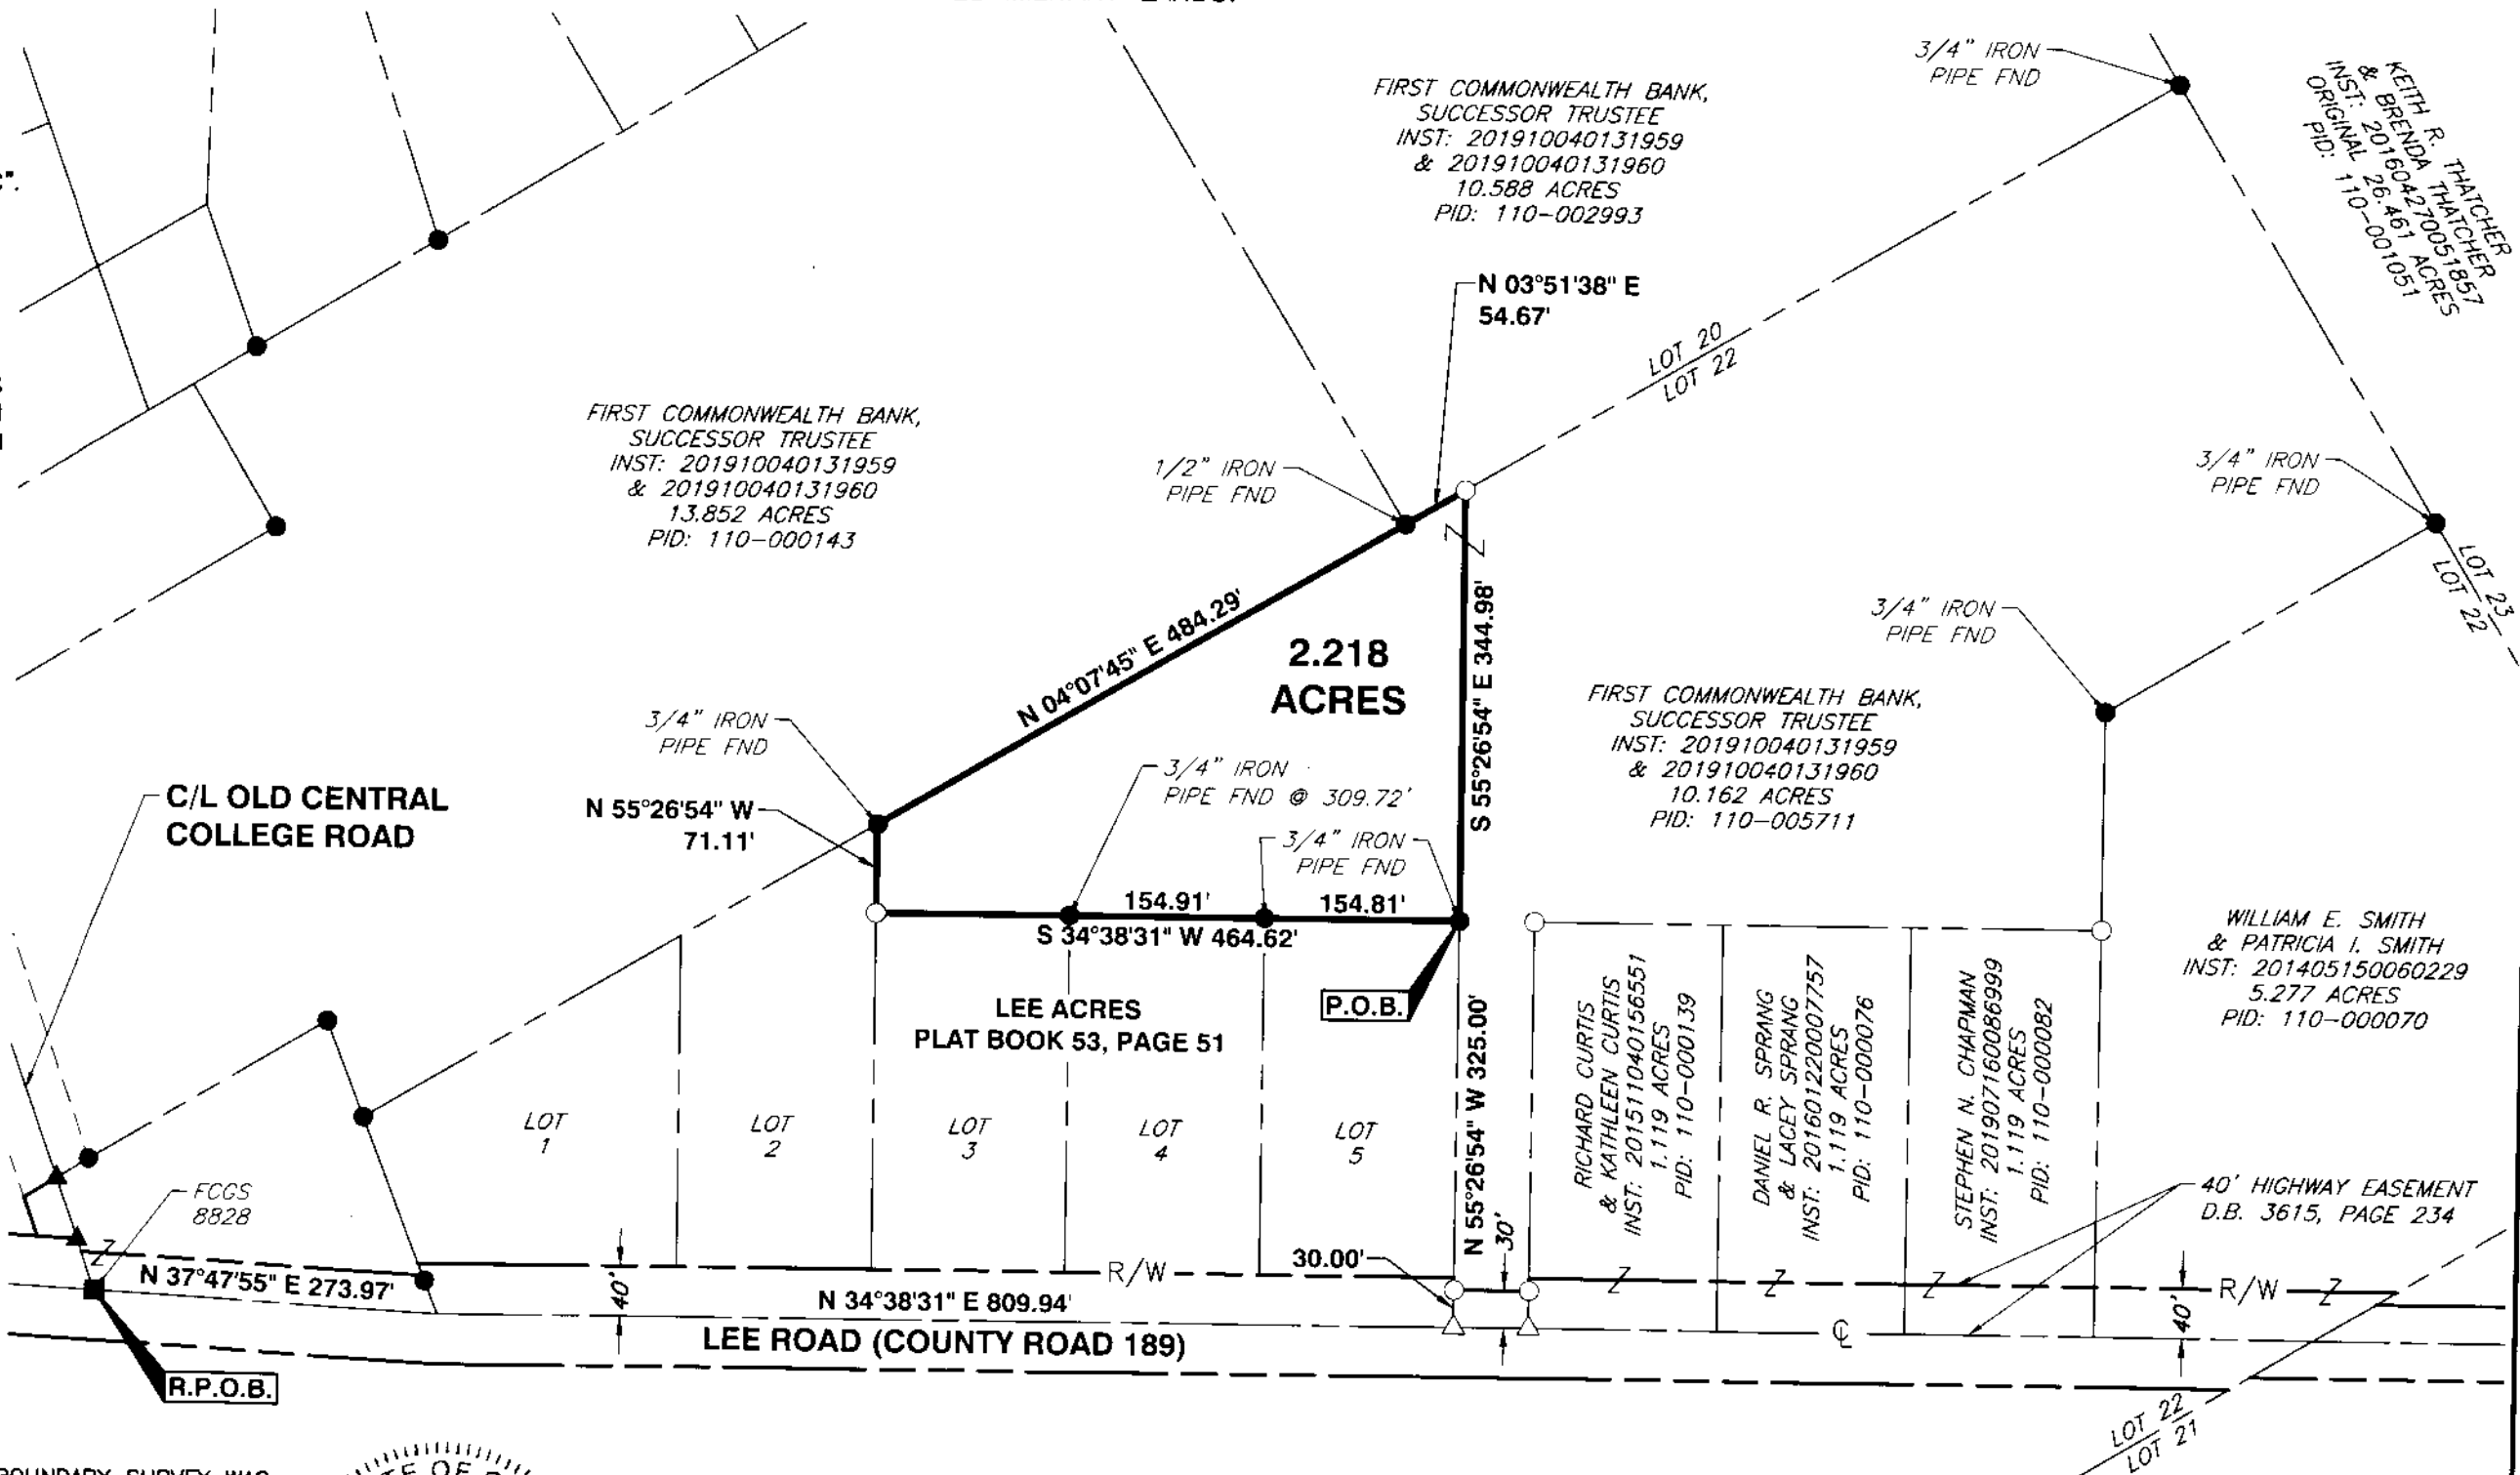 3/4" IRON
PIPE FND
KEITH R. THATCHER
& BRENDA THATCHER
INST: 201604270051857
ORIGINAL 26.461 ACRES
PID: 110-001051
FIRST COMMONWEALTH BANK,
SUCCESSOR TRUSTEE
INST: 201910040131959
& 201910040131960
10.588 ACRES
PID: 110-002993
N 03°51'38" E
54.67'
LOT 20
LOT 22
FIRST COMMONWEALTH BANK,
SUCCESSOR TRUSTEE
INST: 201910040131959
& 201910040131960
13.852 ACRES
PID: 110-000143
1/2" IRON
PIPE FND
3/4" IRON
PIPE FND
LOT 23
LOT 22
N 04°07'45" E 484.29'
2.218
ACRES
S 55°26'54" E 344.98'
3/4" IRON
PIPE FND
FIRST COMMONWEALTH BANK,
SUCCESSOR TRUSTEE
INST: 201910040131959
& 201910040131960
10.162 ACRES
PID: 110-005711
3/4" IRON
PIPE FND
C/L OLD CENTRAL
COLLEGE ROAD
N 55°26'54" W
71.11'
3/4" IRON
PIPE FND @ 309.72'
3/4" IRON
PIPE FND
154.91'
154.81'
S 34°38'31" W 464.62'
P.O.B.
LEE ACRES
PLAT BOOK 53, PAGE 51
N 55°26'54" W 325.00'
RICHARD CURTIS
& KATHLEEN CURTIS
INST: 201511040156551
1.119 ACRES
PID: 110-000139
DANIEL R. SPRANG
& LACEY SPRANG
INST: 201601220007757
1.119 ACRES
PID: 110-000076
STEPHEN N. CHAPMAN
INST: 201907160086999
1.119 ACRES
PID: 110-000082
WILLIAM E. SMITH
& PATRICIA I. SMITH
INST: 201405150060229
5.277 ACRES
PID: 110-000070
LOT
1
LOT
2
LOT
3
LOT
4
LOT
5
FCGS
8828
40' HIGHWAY EASEMENT
D.B. 3615, PAGE 234
30.00'
30'
N 37°47'55" E 273.97'
40'
R/W
N 34°38'31" E 809.94'
R/W
40'
LEE ROAD (COUNTY ROAD 189)
R.P.O.B.
LOT 22
LOT 21